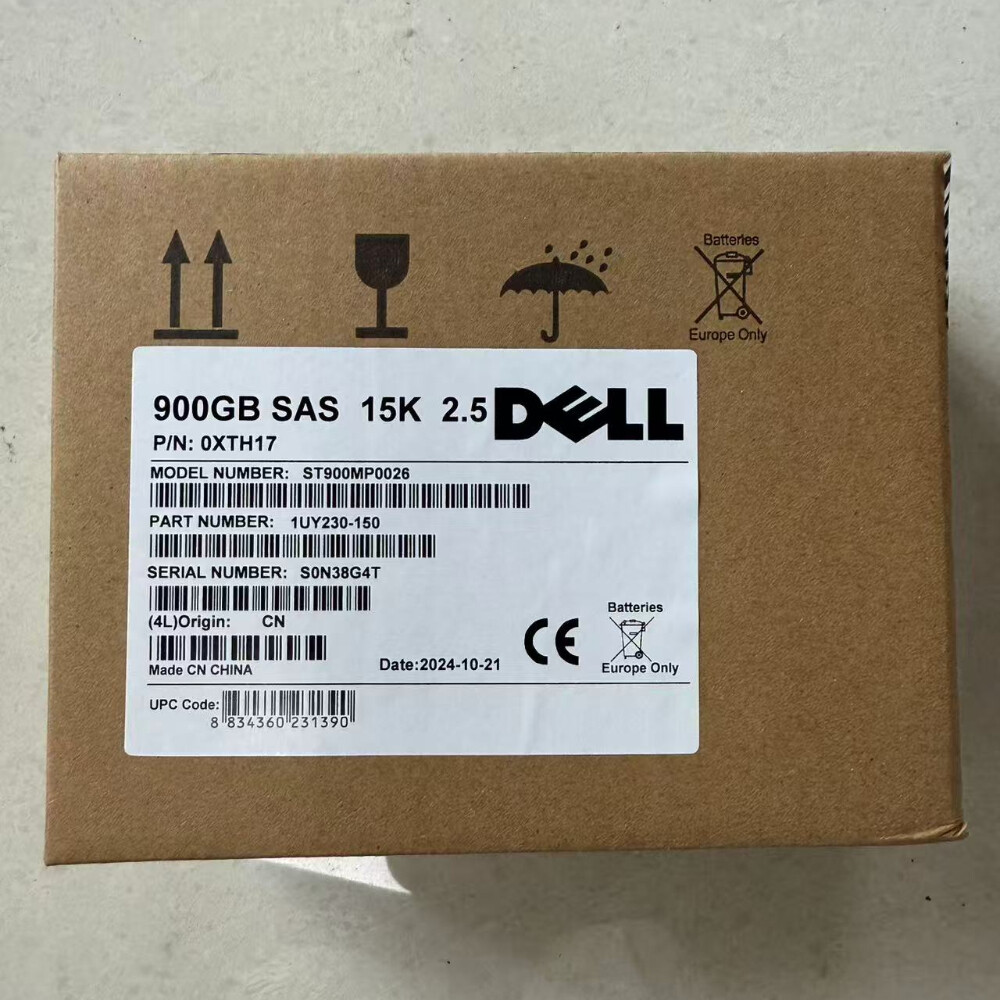 Batteries
Europe Only
900GB SAS 15K 2.5 DELL
P/N: 0XTH17
MODEL NUMBER: ST900MP0026
PART NUMBER: 1UY230-150
SERIAL NUMBER: S0N38G4T
(4L)Origin: CN
Made CN CHINA
Date:2024-10-21
Batteries
Europe Only
UPC Code:
8 834360 231390